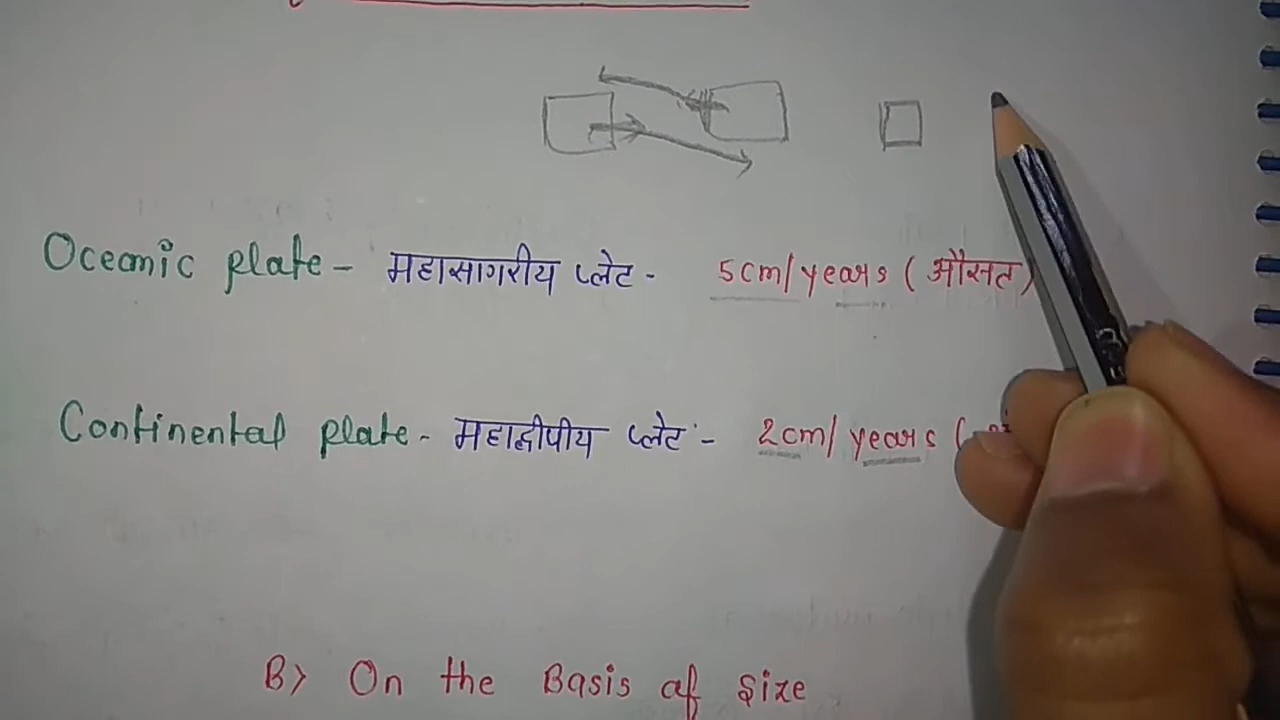 Oceanic plate - महासागरीय प्लेट - 5cm/years (औसत)
Continental plate - महाद्वीपीय प्लेट - 2cm/years (
B) On the Basis of Size